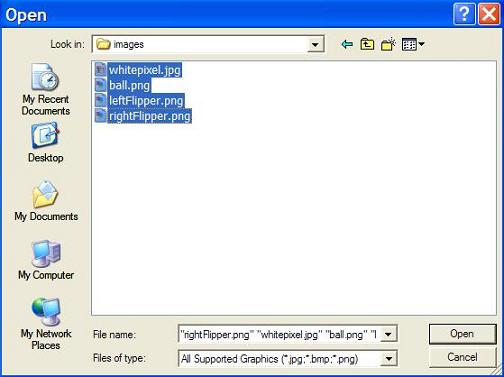 Open
Look in: images
whitepixel.jpg
ball.png
leftFlipper.png
rightFlipper.png
My Recent
Documents
Desktop
My Documents
My Computer
My Network
Places
File name: "rightFlipper.png" "whitepixel.jpg" "ball.png" "l
Open
Files of type: All Supported Graphics (*.jpg;*.bmp;*.png)
Cancel